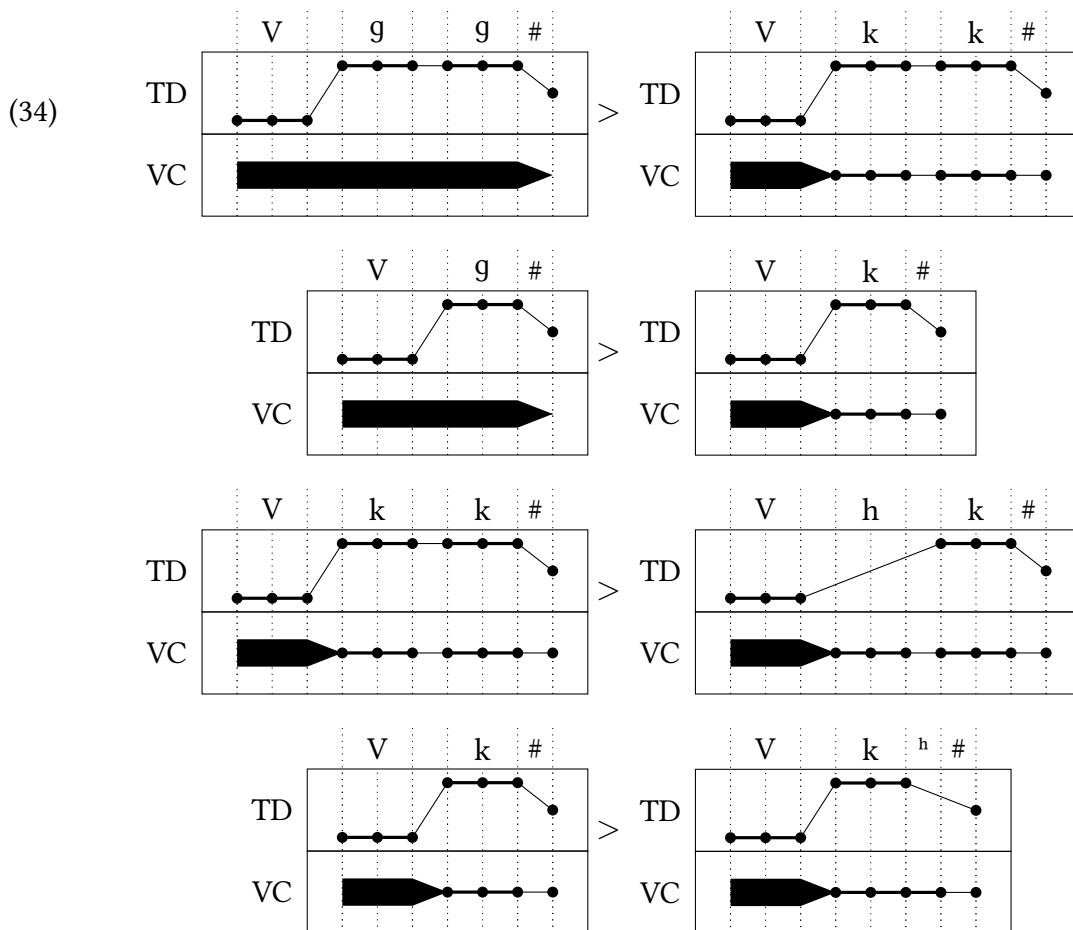 V g g # V k k #
(34) TD > TD
VC VC
V g # V k #
TD > TD
VC VC
V k k # V h k #
TD > TD
VC VC
V k # V k ʰ #
TD > TD
VC VC